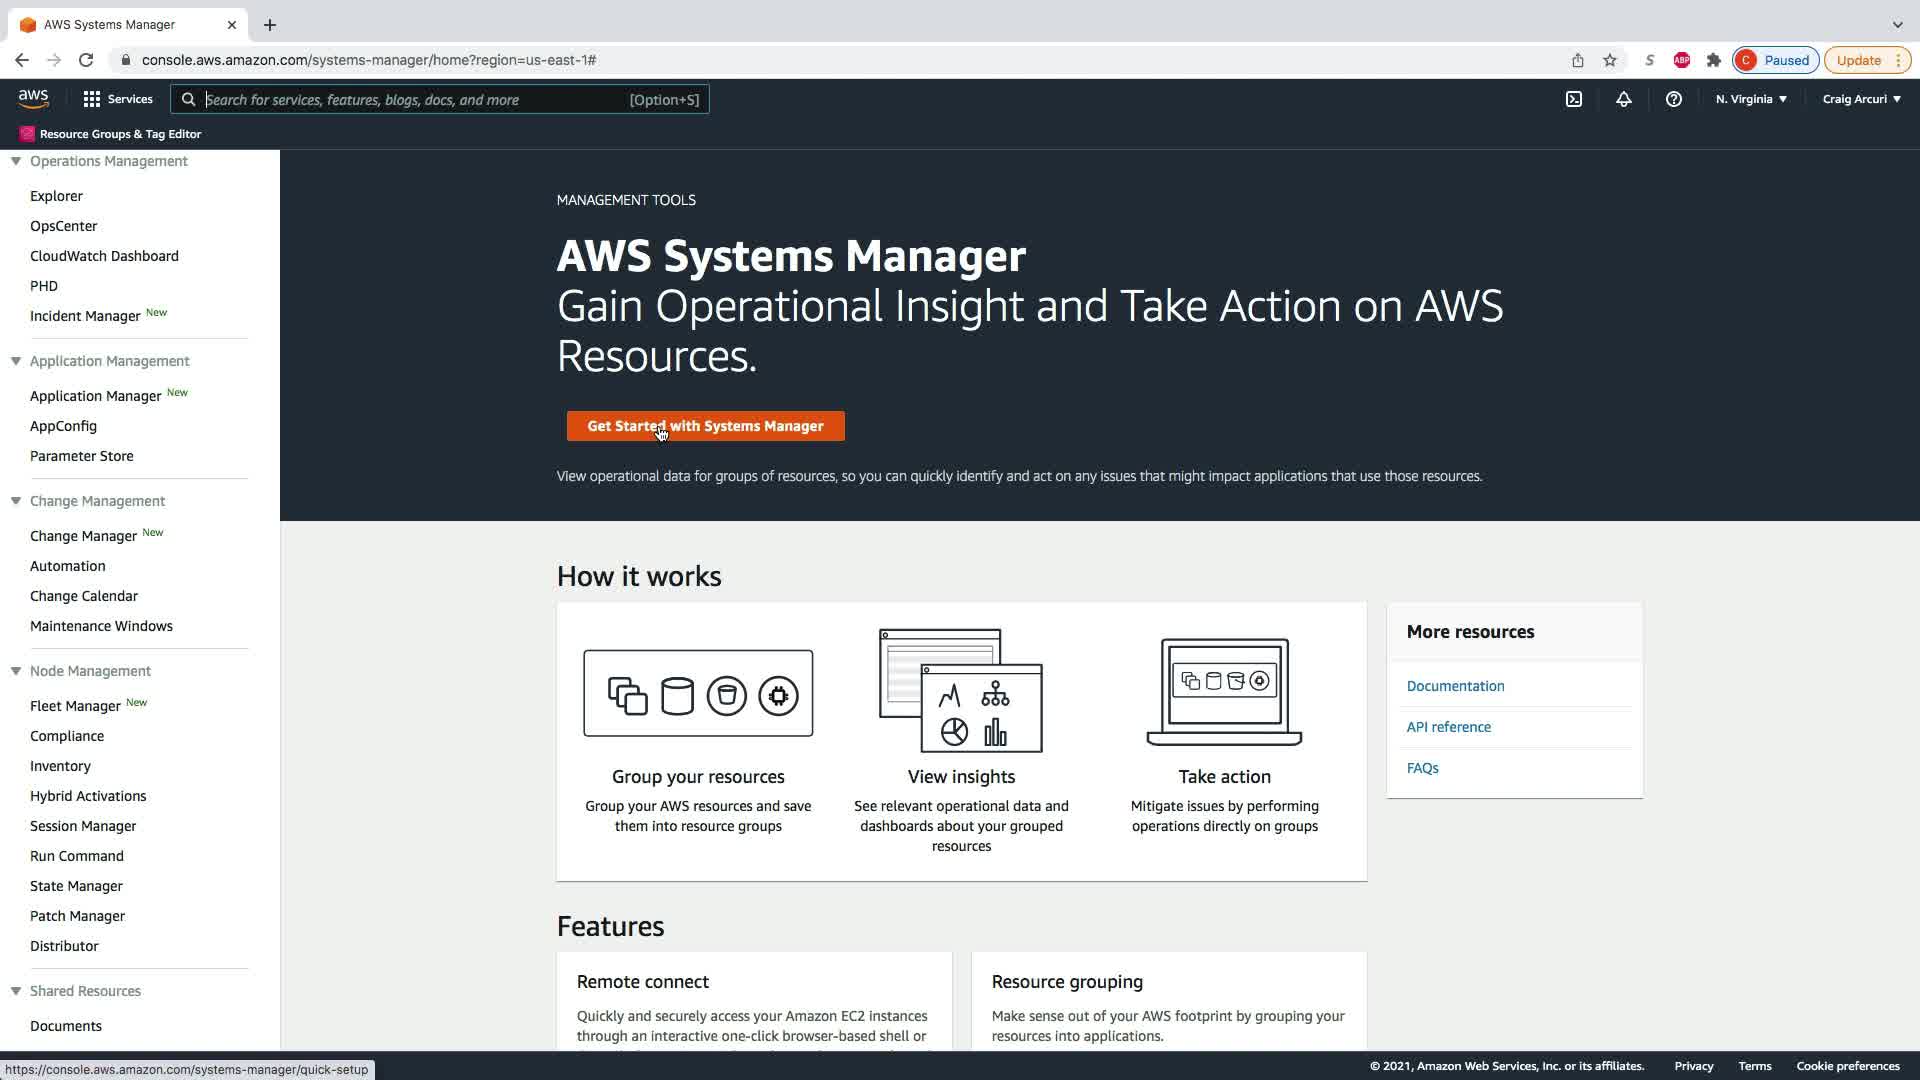 AWS Systems Manager
console.aws.amazon.com/systems-manager/home?region=us-east-1#
S
ABP
C
Paused
Update
aws
Services
Search for services, features, blogs, docs, and more
[Option+S]
N. Virginia
Craig Arcuri
Resource Groups & Tag Editor
Operations Management
Explorer
OpsCenter
CloudWatch Dashboard
PHD
Incident Manager New
Application Management
Application Manager New
AppConfig
Parameter Store
Change Management
Change Manager New
Automation
Change Calendar
Maintenance Windows
Node Management
Fleet Manager New
Compliance
Inventory
Hybrid Activations
Session Manager
Run Command
State Manager
Patch Manager
Distributor
Shared Resources
Documents
MANAGEMENT TOOLS
AWS Systems Manager
Gain Operational Insight and Take Action on AWS
Resources.
Get Started with Systems Manager
View operational data for groups of resources, so you can quickly identify and act on any issues that might impact applications that use those resources.
How it works
Group your resources
Group your AWS resources and save
them into resource groups
View insights
See relevant operational data and
dashboards about your grouped
resources
Take action
Mitigate issues by performing
operations directly on groups
More resources
Documentation
API reference
FAQs
Features
Remote connect
Quickly and securely access your Amazon EC2 instances
through an interactive one-click browser-based shell or
Resource grouping
Make sense out of your AWS footprint by grouping your
resources into applications.
https://console.aws.amazon.com/systems-manager/quick-setup
© 2021, Amazon Web Services, Inc. or its affiliates.
Privacy
Terms
Cookie preferences